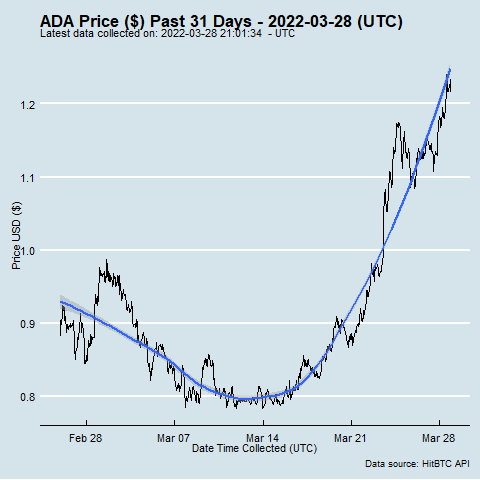 ADA Price ($) Past 31 Days - 2022-03-28 (UTC)
Latest data collected on: 2022-03-28 21:01:34  - UTC
Price USD ($)
1.2
1.1
1.0
0.9
0.8
Feb 28
Mar 07
Mar 14
Mar 21
Mar 28
Date Time Collected (UTC)
Data source: HitBTC API